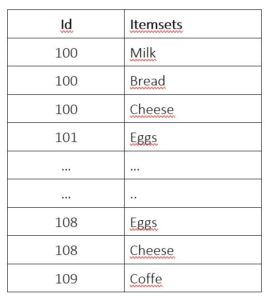 Id Itemsets
100 Milk
100 Bread
100 Cheese
101 Eggs
... ...
... ..
108 Eggs
108 Cheese
109 Coffe